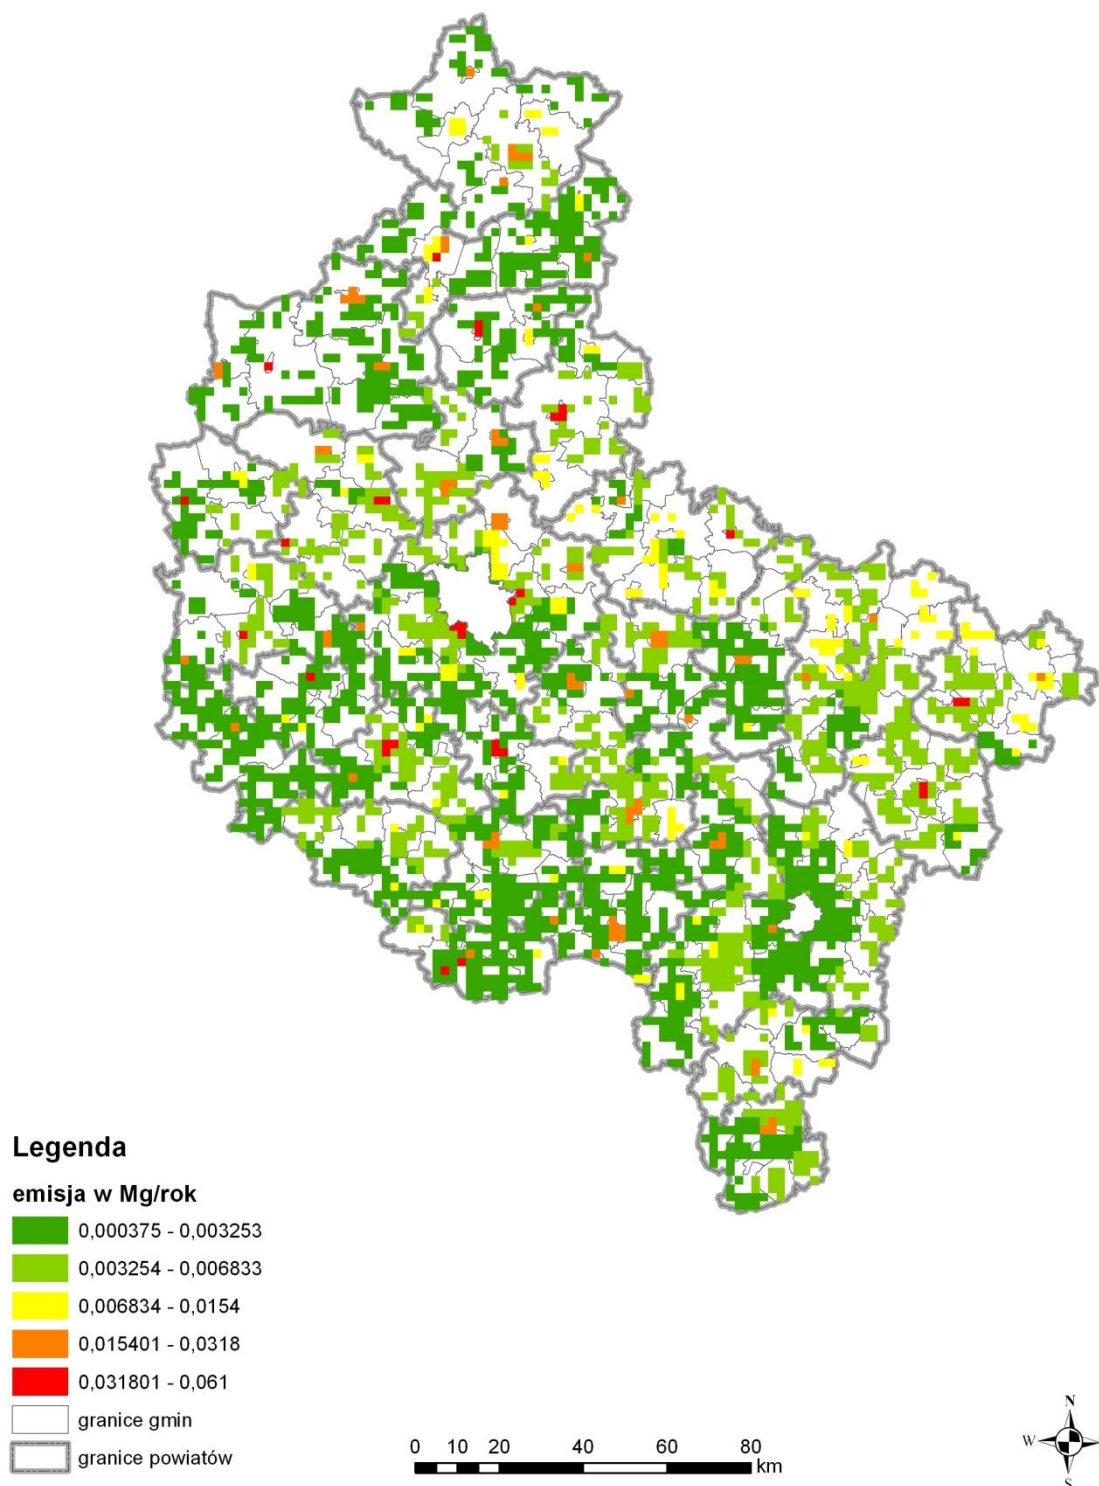 Legenda
emisja w Mg/rok
0,000375 - 0,003253
0,003254 - 0,006833
0,006834 - 0,0154
0,015401 - 0,0318
0,031801 - 0,061
granice gmin
granice powiatów
0 10 20 40 60 80
km
N
W
S